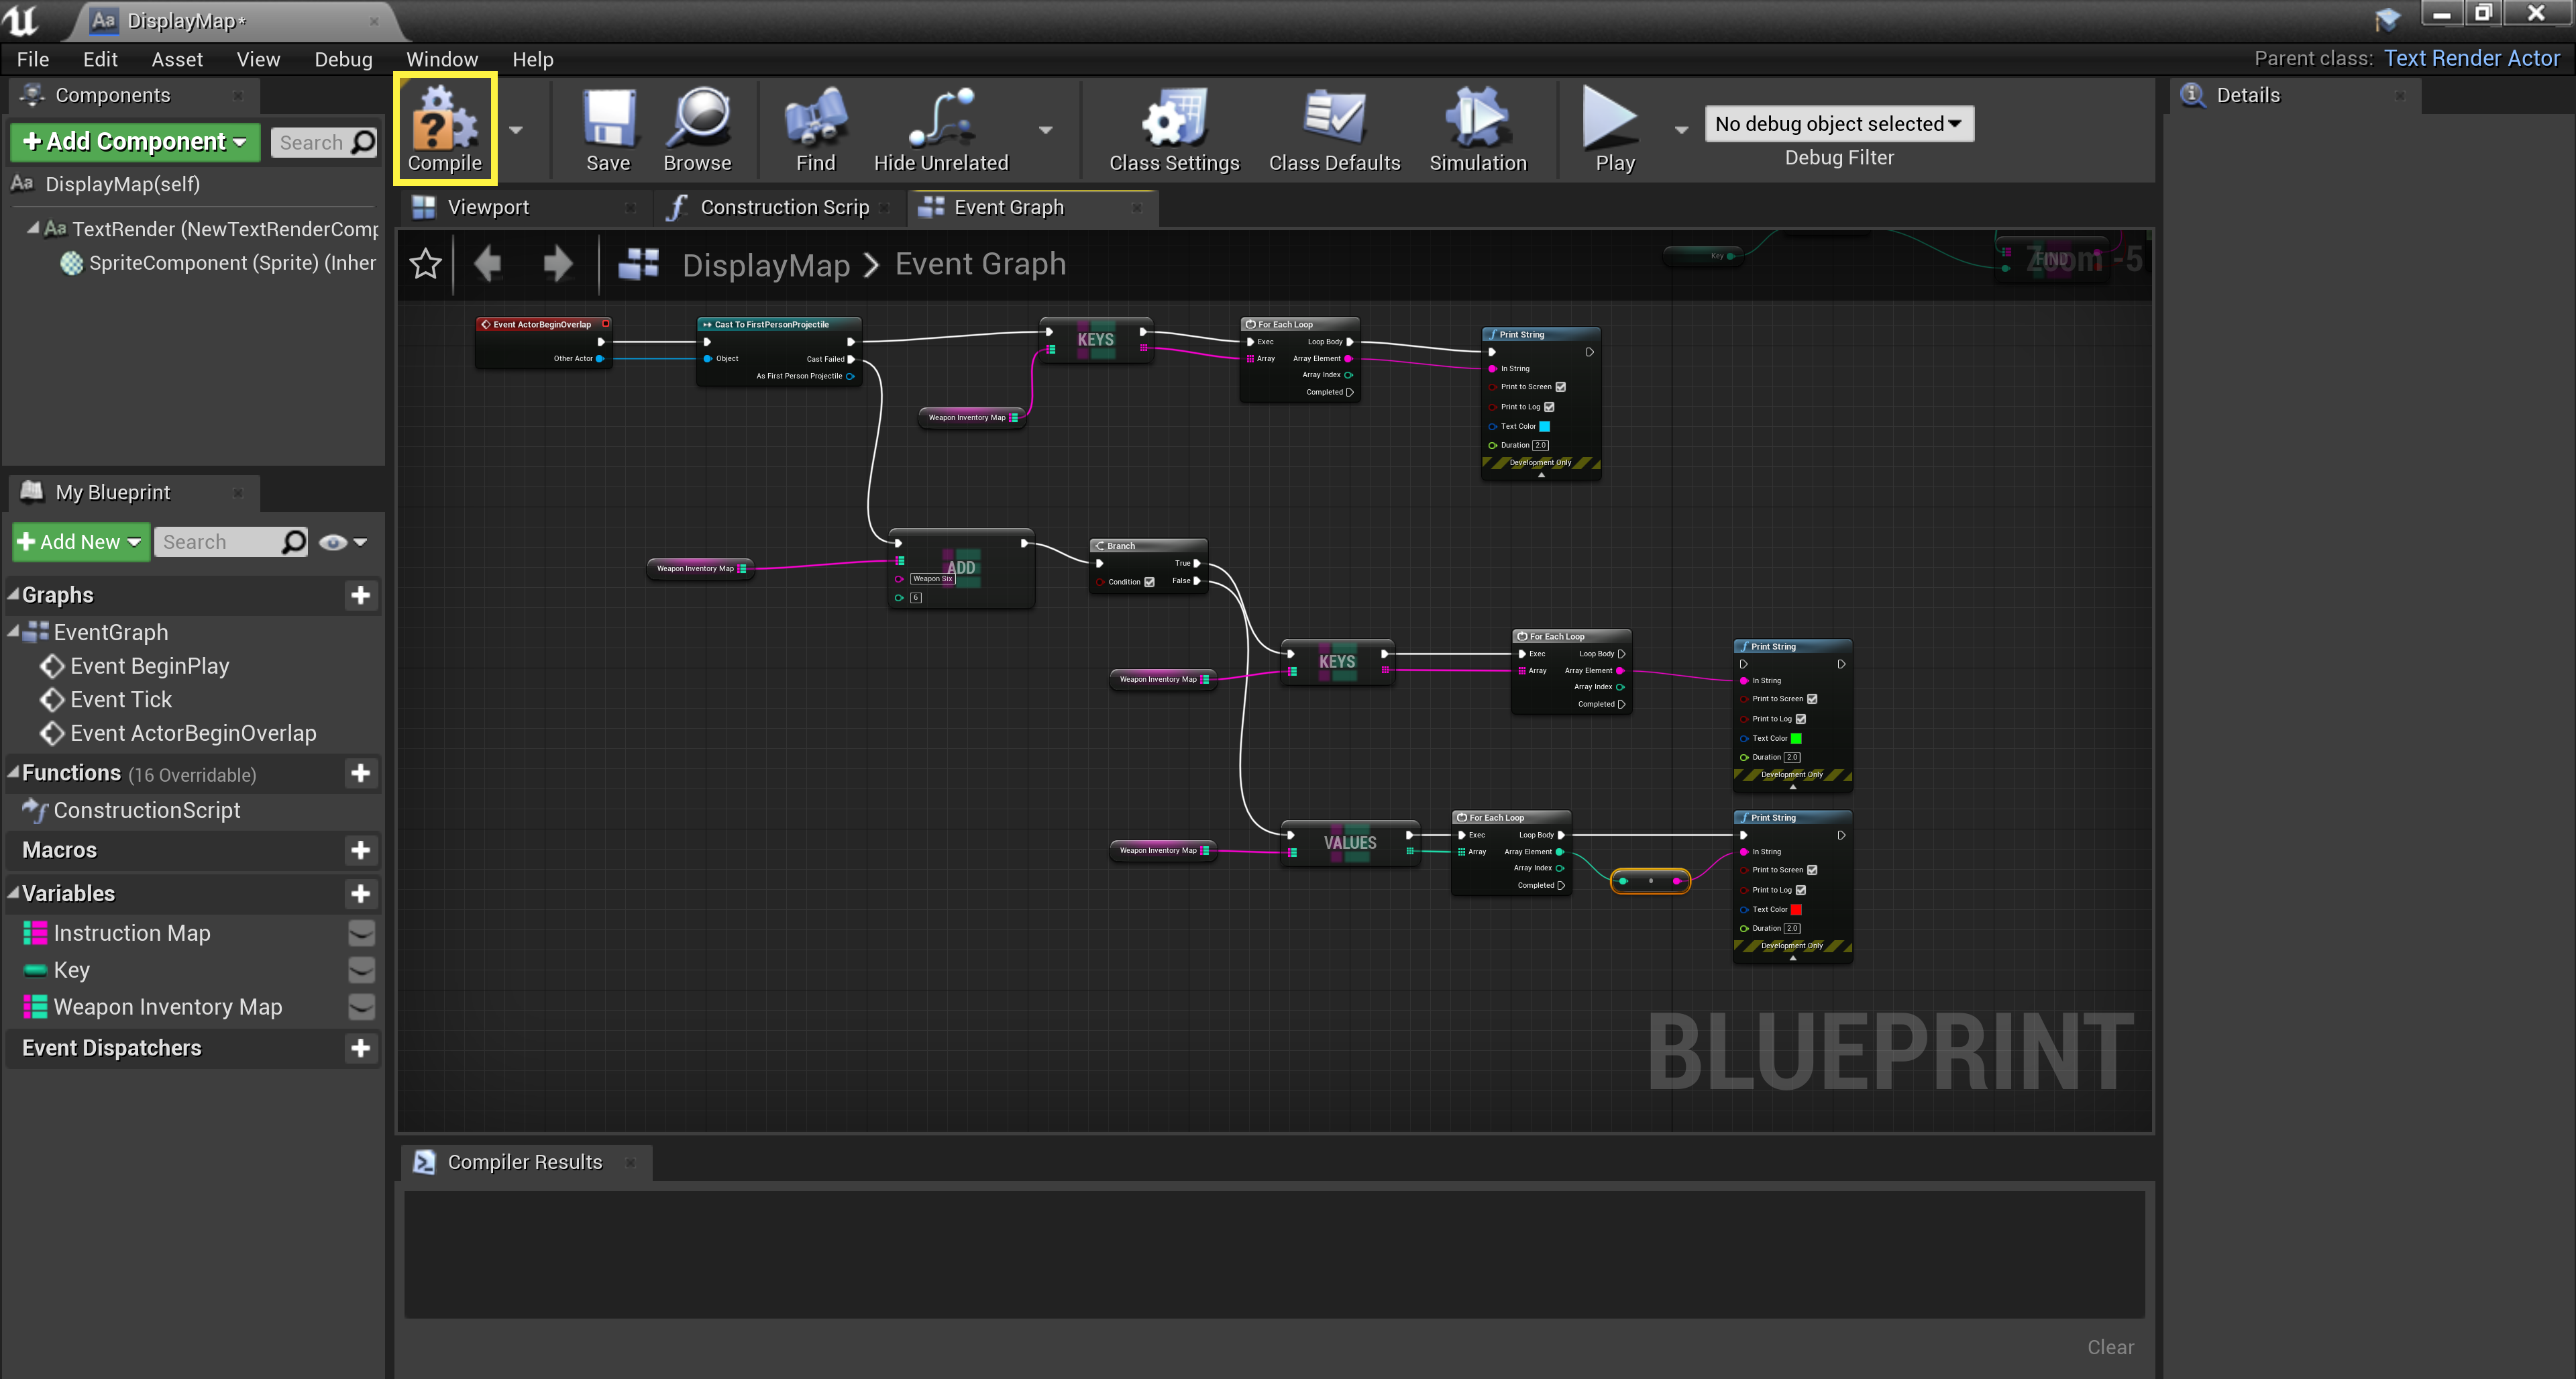 DisplayMap*
File Edit Asset View Debug Window Help
Parent class: Text Render Actor
Components
Add Component
Search
DisplayMap(self)
TextRender (NewTextRenderComp
SpriteComponent (Sprite) (Inher
Compile
Save
Browse
Find
Hide Unrelated
Class Settings
Class Defaults
Simulation
Play
No debug object selected
Debug Filter
Details
Viewport
Construction Scrip
Event Graph
DisplayMap > Event Graph
Key
FIND
Zoom -5
Event ActorBeginOverlap
Other Actor
Cast To FirstPersonProjectile
Object
Cast Failed
As First Person Projectile
Weapon Inventory Map
KEYS
For Each Loop
Exec Loop Body
Array Array Element
Array Index
Completed
Print String
In String
Print to Screen
Print to Log
Text Color
Duration 2.0
Development Only
Weapon Inventory Map
ADD
Weapon Six
6
Branch
True
Condition False
Weapon Inventory Map
KEYS
For Each Loop
Exec Loop Body
Array Array Element
Array Index
Completed
Print String
In String
Print to Screen
Print to Log
Text Color
Duration 2.0
Development Only
Weapon Inventory Map
VALUES
For Each Loop
Exec Loop Body
Array Array Element
Array Index
Completed
Print String
In String
Print to Screen
Print to Log
Text Color
Duration 2.0
Development Only
BLUEPRINT
My Blueprint
Add New
Search
Graphs
EventGraph
Event BeginPlay
Event Tick
Event ActorBeginOverlap
Functions (16 Overridable)
ConstructionScript
Macros
Variables
Instruction Map
Key
Weapon Inventory Map
Event Dispatchers
Compiler Results
Clear